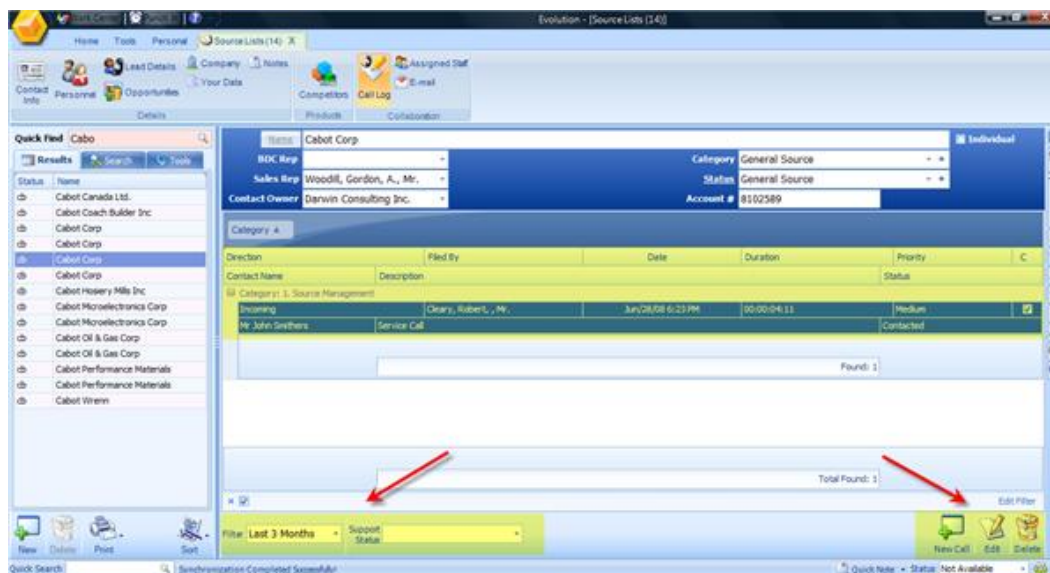 Evolution - [Source Lists (14)]
Home Tools Personal Source Lists (14) X
Contact Info Personnel Lead Details Opportunities Company Notes Your Data Competitors Call Log Assigned Staff E-mail
Details Products Collaboration
Quick Find Cabo
Results Search Tools
Status Name
Cabot Canada Ltd.
Cabot Coach Builder Inc
Cabot Corp
Cabot Corp
Cabot Corp
Cabot Corp
Cabot Hosiery Mills Inc
Cabot Microelectronics Corp
Cabot Microelectronics Corp
Cabot Oil & Gas Corp
Cabot Oil & Gas Corp
Cabot Performance Materials
Cabot Performance Materials
Cabot Wrenn
New Delete Print Sort
Name Cabot Corp Individual
BDC Rep Category General Source
Sales Rep Woodill, Gordon, A., Mr. Status General Source
Contact Owner Darwin Consulting Inc. Account # 8102589
Category
Direction Filed By Date Duration Priority C
Contact Name Description Status
Category: 1. Source Management
Incoming Cleary, Robert, , Mr. Jun/28/08 6:23 PM 00:00:04:11 Medium
Mr John Smithers Service Call Contacted
Found: 1
Total Found: 1
Edit Filter
Filter Last 3 Months Support Status
New Call Edit Delete
Quick Search Synchronization Completed Successfully! Quick Note Status Not Available